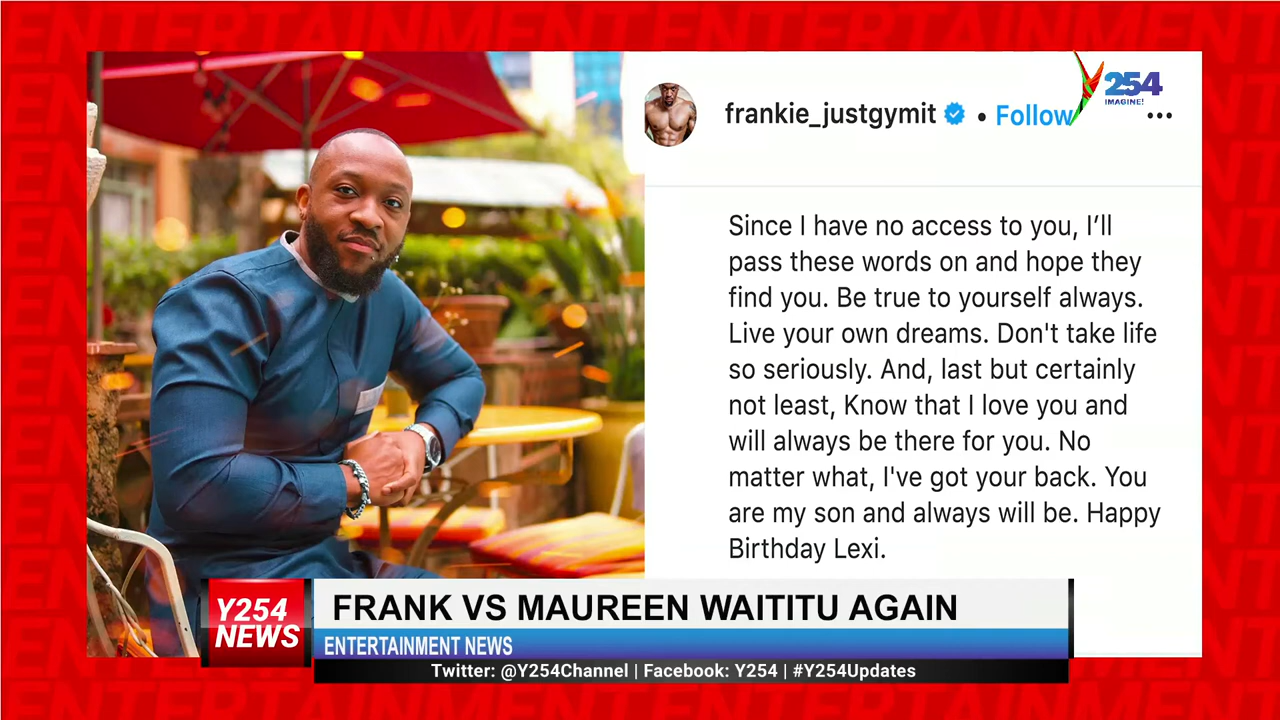 ENTERTAINMENT
254
IMAGINE!
frankie_justgymit • Follow
Since I have no access to you, I’ll
pass these words on and hope they
find you. Be true to yourself always.
Live your own dreams. Don't take life
so seriously. And, last but certainly
not least, Know that I love you and
will always be there for you. No
matter what, I've got your back. You
are my son and always will be. Happy
Birthday Lexi.
Y254
NEWS
FRANK VS MAUREEN WAITITU AGAIN
ENTERTAINMENT NEWS
Twitter: @Y254Channel | Facebook: Y254 | #Y254Updates